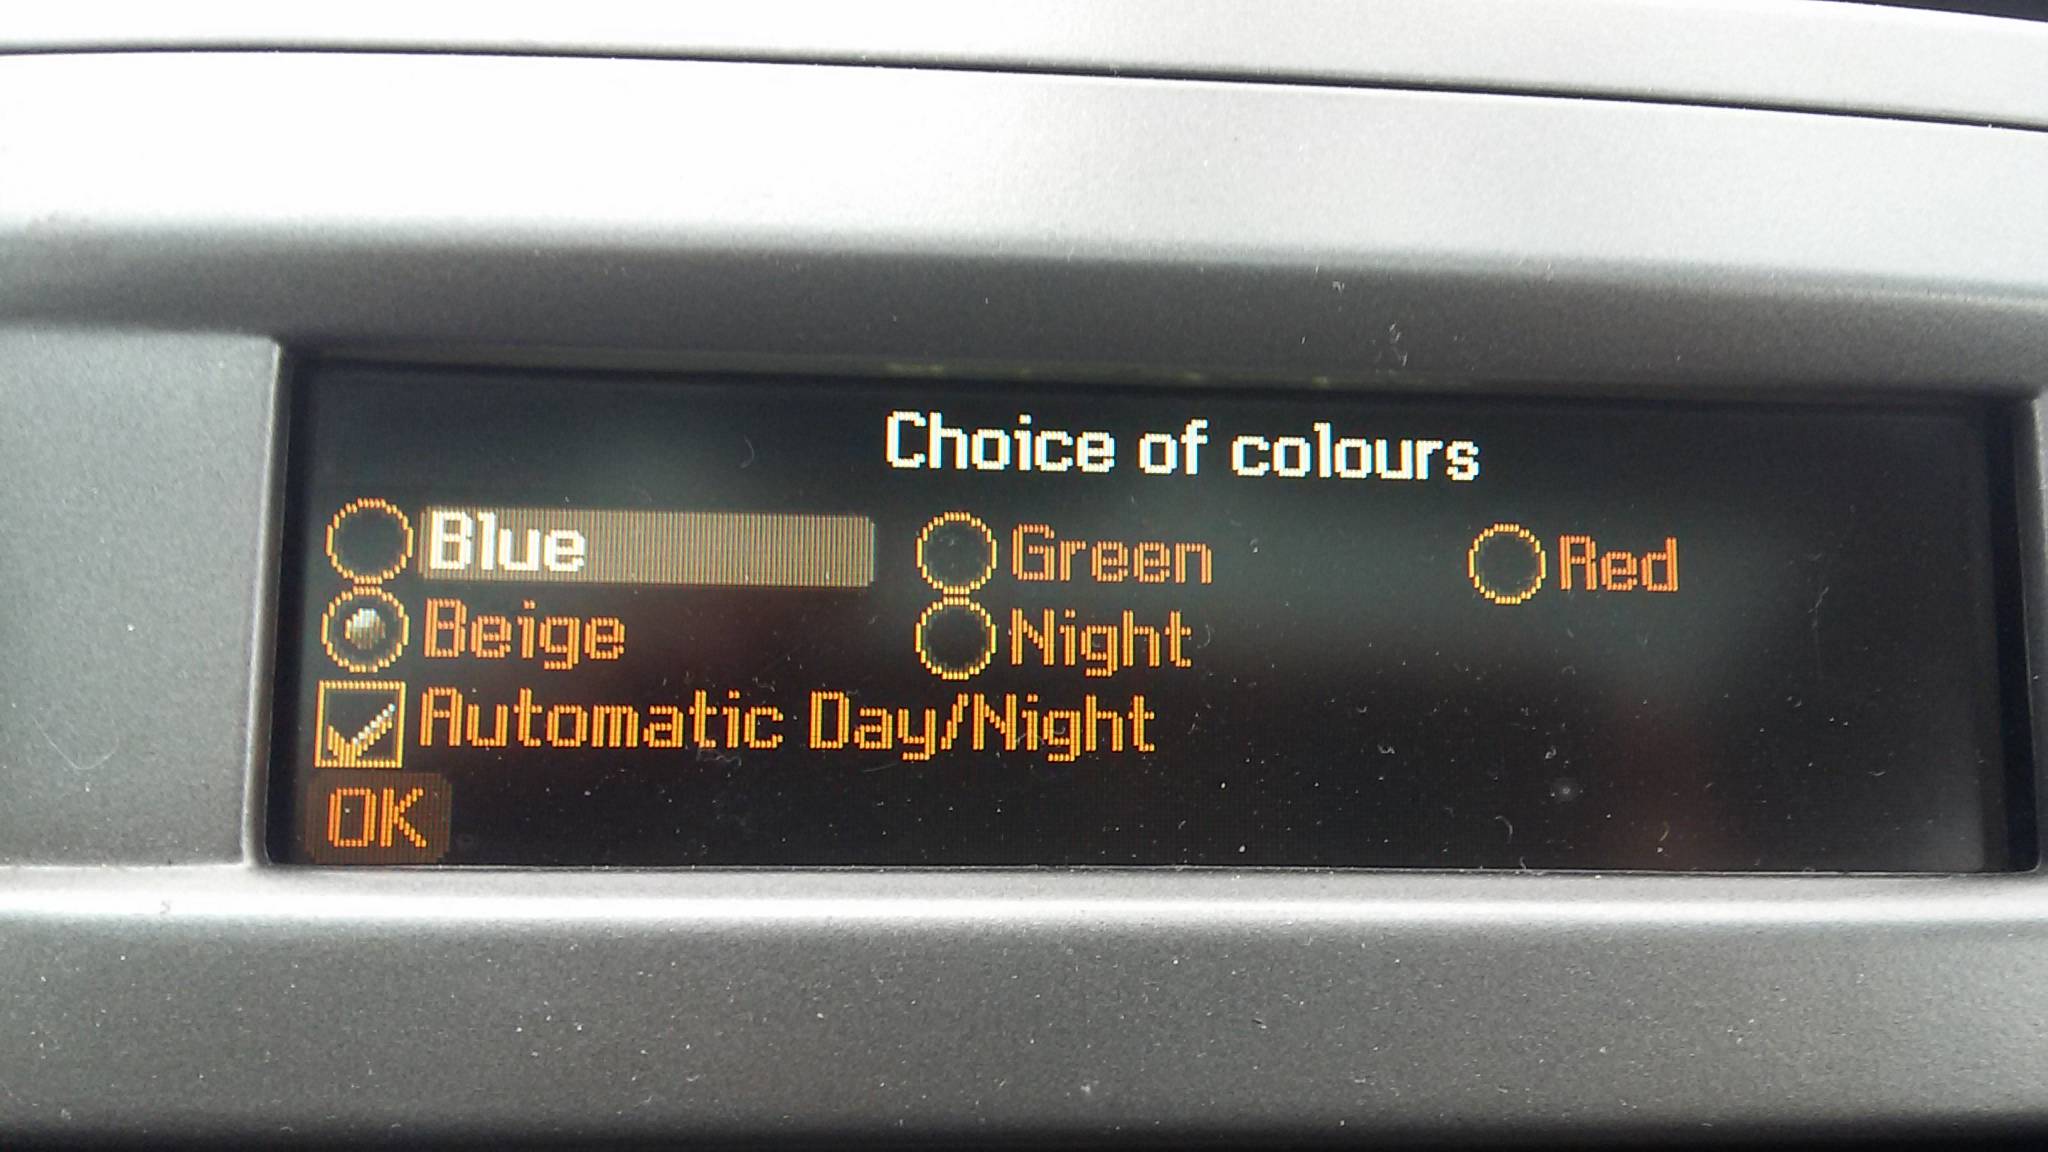 Choice of colours
Blue Green Red
Beige Night
Automatic Day/Night
OK